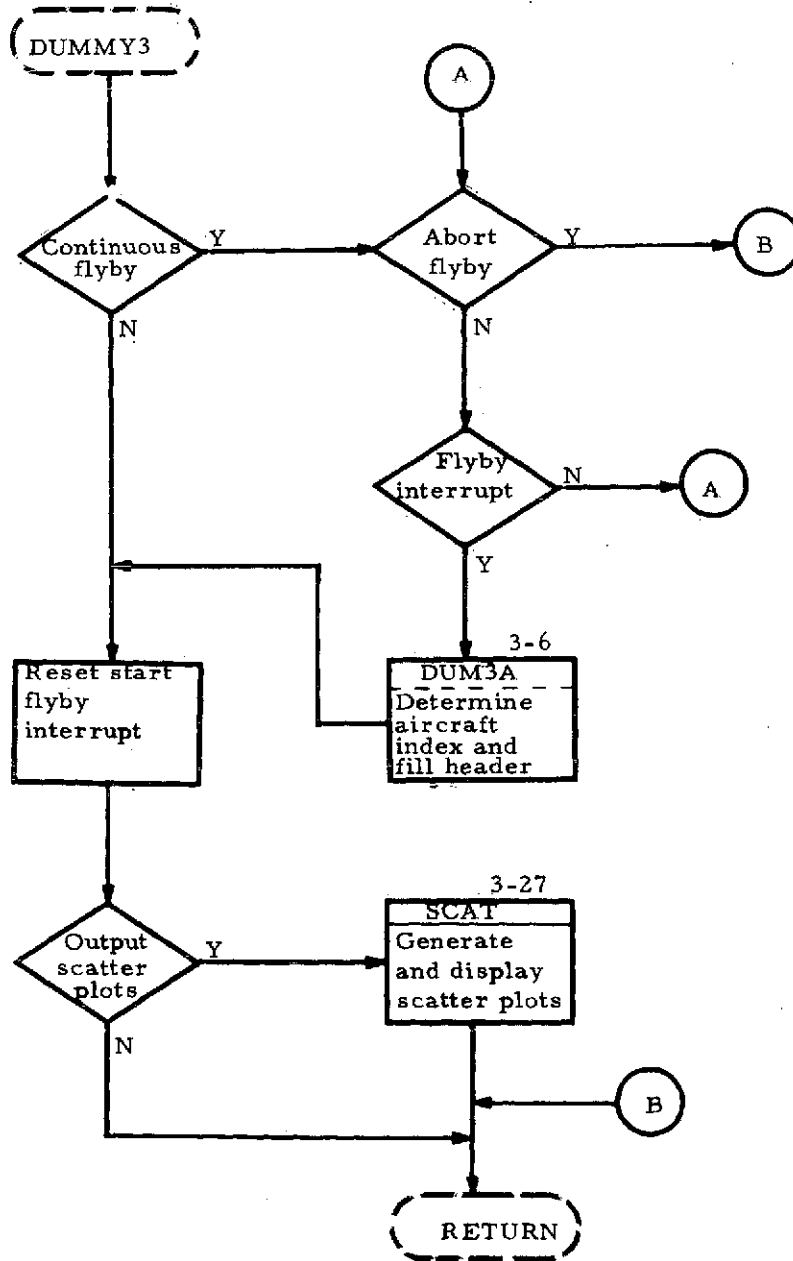 DUMMY3
A
Continuous
flyby
Y
N
Abort
flyby
Y
B
N
Flyby
interrupt
N
A
Y
3-6
DUM3A
Determine
aircraft
index and
fill header
Reset start
flyby
interrupt
Output
scatter
plots
Y
N
3-27
SCAT
Generate
and display
scatter plots
B
RETURN